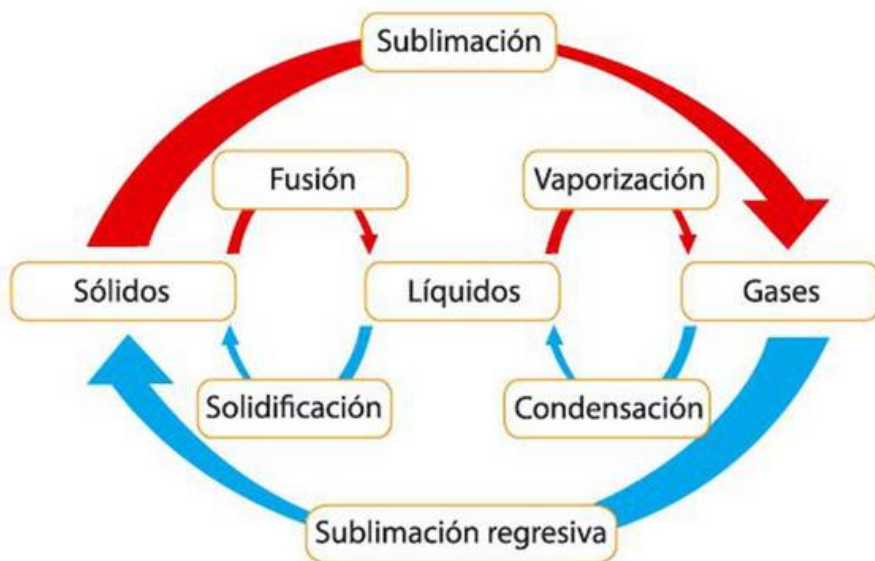 Sublimación
Fusión
Vaporización
Sólidos
Líquidos
Gases
Solidificación
Condensación
Sublimación regresiva